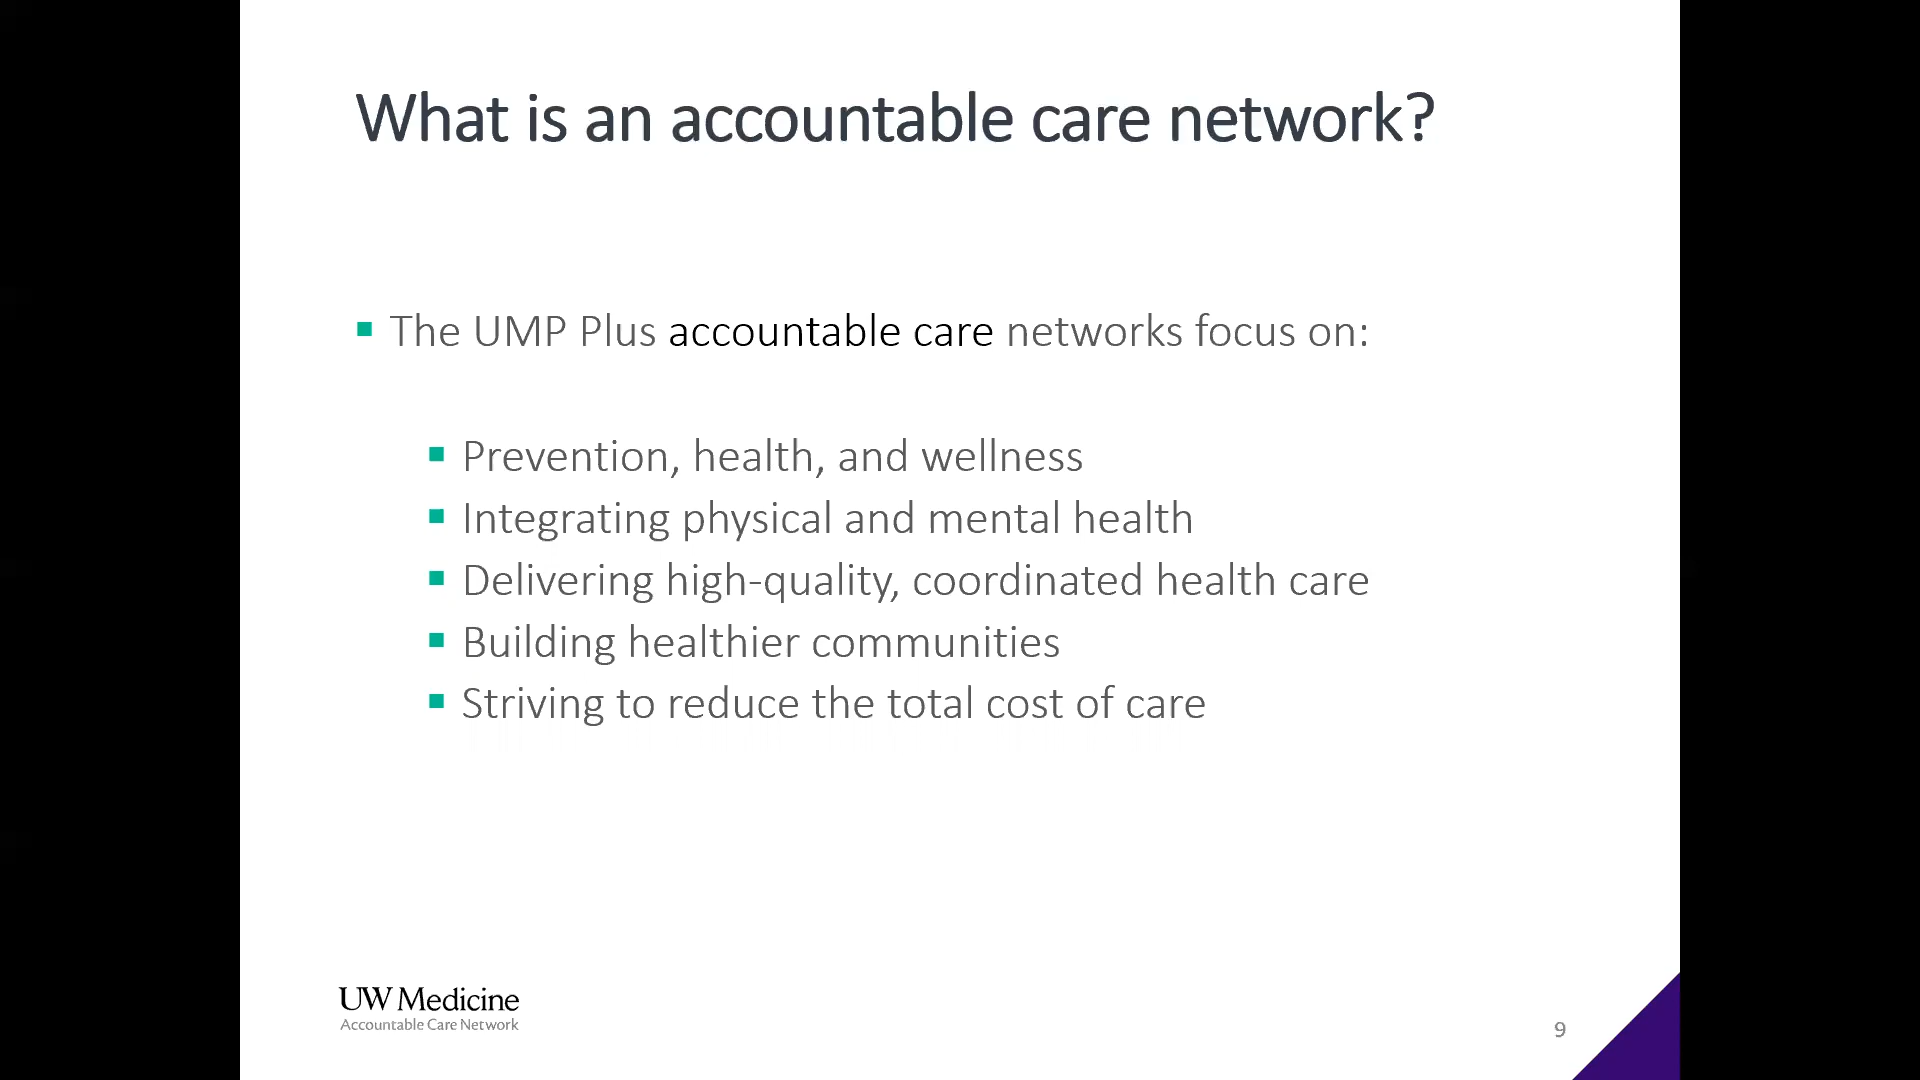 What is an accountable care network?
The UMP Plus accountable care networks focus on:
Prevention, health, and wellness
Integrating physical and mental health
Delivering high-quality, coordinated health care
Building healthier communities
Striving to reduce the total cost of care
UW Medicine
Accountable Care Network
9